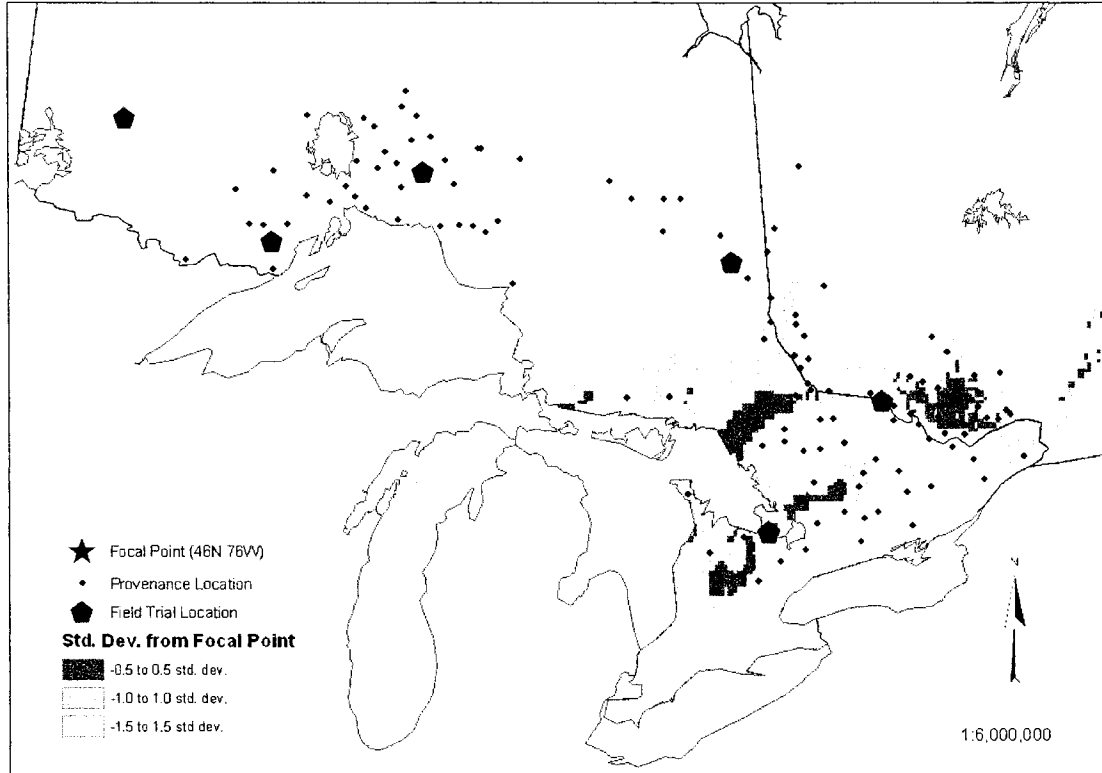 Focal Point (46N 76W)
Provenance Location
Field Trial Location
Std. Dev. from Focal Point
-0.5 to 0.5 std. dev.
-1.0 to 1.0 std. dev.
-1.5 to 1.5 std dev.
N
1:6,000,000